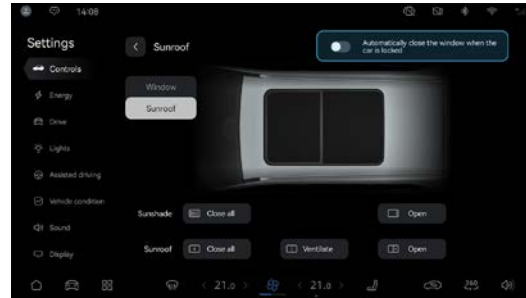 14:08
Settings
Sunroof
Automatically close the window when the
car is locked
Controls
Window
Energy
Sunroof
Drive
Lights
Assisted driving
Vehicle condition
Sunshade
Close all
Open
Sound
Sunroof
Close all
Ventilate
Open
Display
21.0
21.0
360